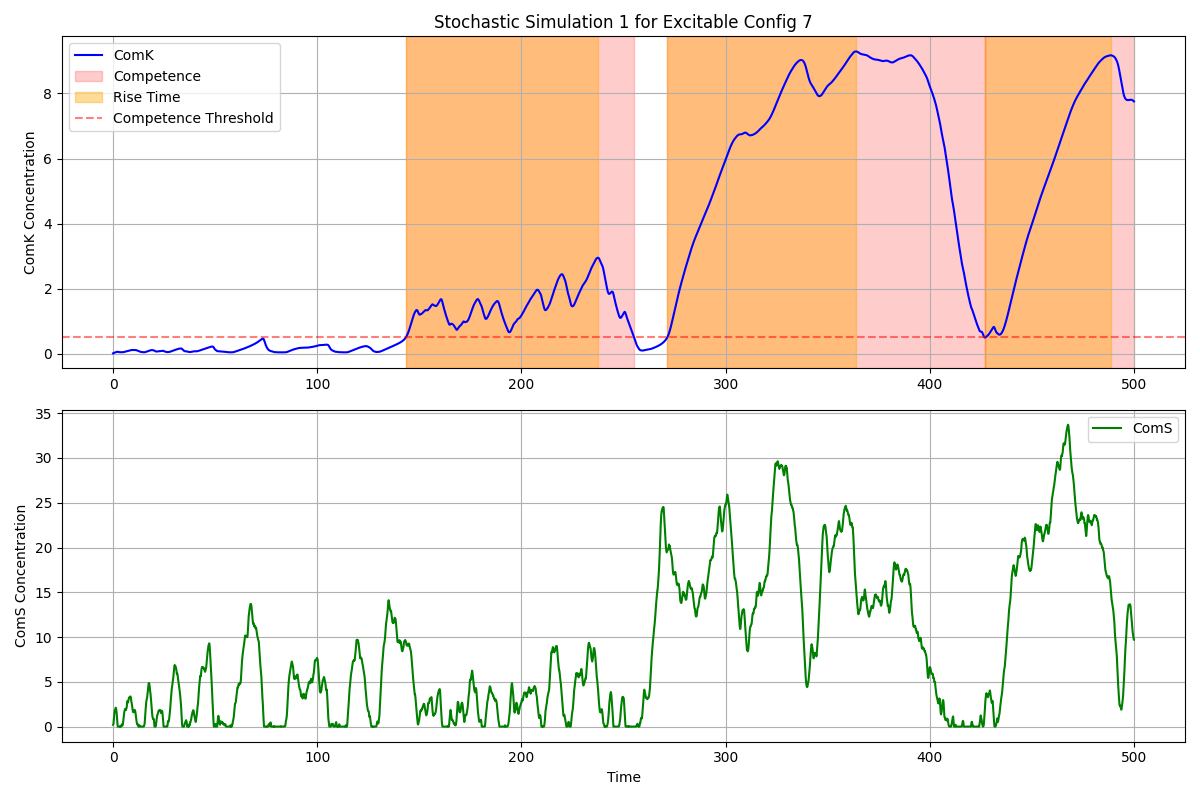 Stochastic Simulation 1 for Excitable Config 7
ComK
Competence
Rise Time
Competence Threshold
ComK Concentration
8
6
4
2
0
0 100 200 300 400 500
ComS
ComS Concentration
35
30
25
20
15
10
5
0
0 100 200 300 400 500
Time